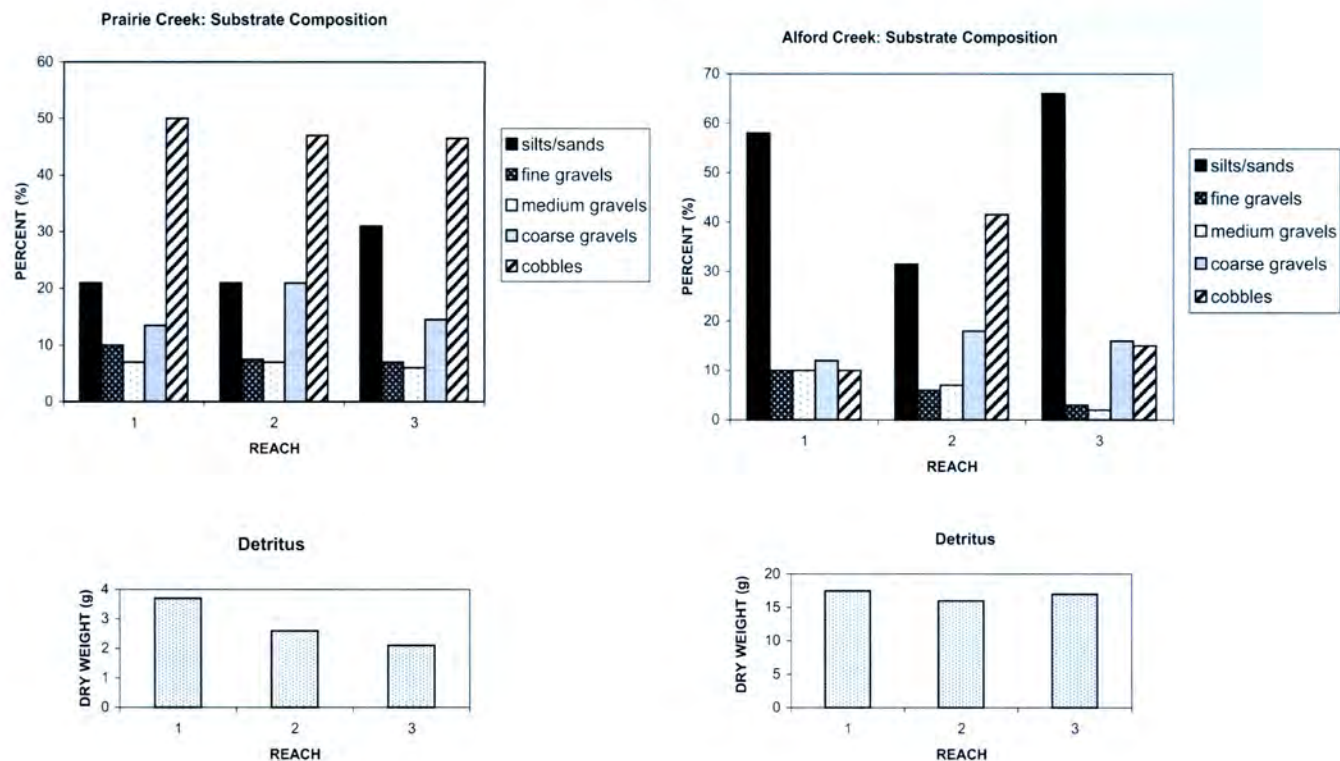 Prairie Creek: Substrate Composition
60
50
40
30
20
10
0
PERCENT (%)
1 2 3
REACH
silts/sands
fine gravels
medium gravels
coarse gravels
cobbles
Alford Creek: Substrate Composition
70
60
50
40
30
20
10
0
PERCENT (%)
1 2 3
REACH
silts/sands
fine gravels
medium gravels
coarse gravels
cobbles
Detritus
4
3
2
1
0
DRY WEIGHT (g)
1 2 3
REACH
Detritus
20
15
10
5
0
DRY WEIGHT (g)
1 2 3
REACH